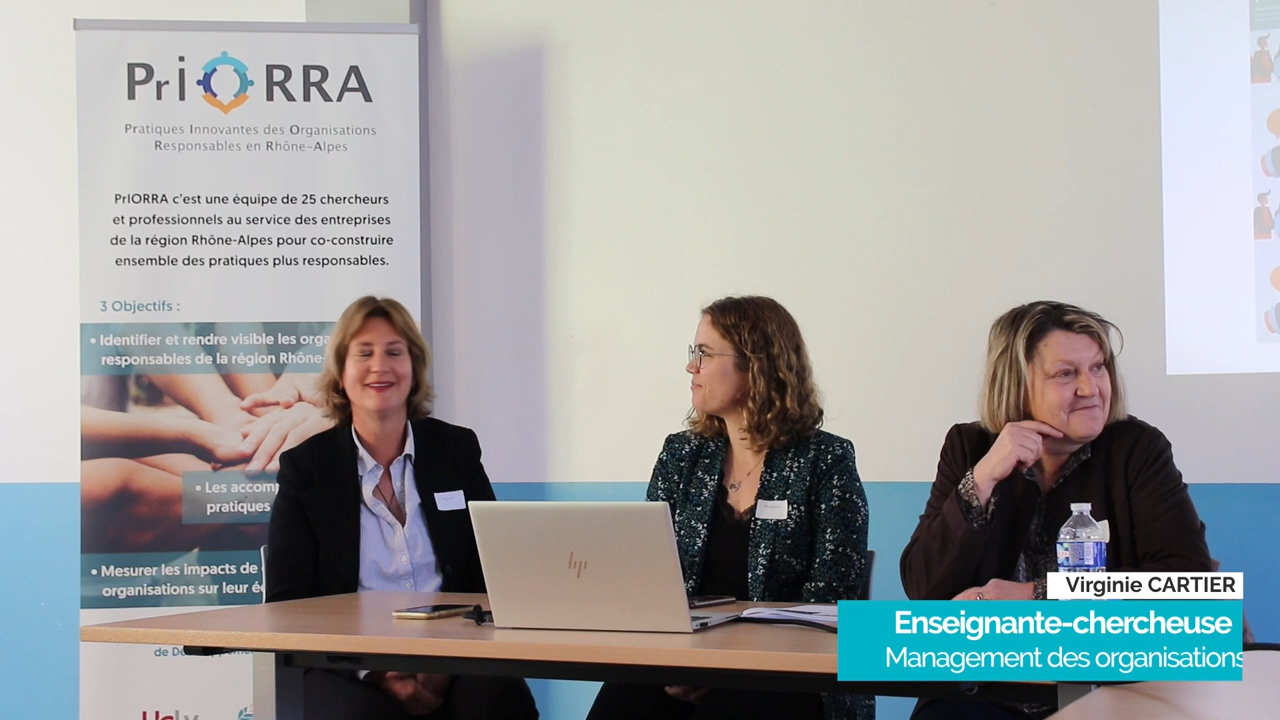 PriORRA
Pratiques Innovantes des Organisations
Responsables en Rhône-Alpes
PrIORRA c'est une équipe de 25 chercheurs
et professionnels au service des entreprises
de la région Rhône-Alpes pour co-construire
ensemble des pratiques plus responsables.
3 Objectifs :
• Identifier et rendre visible les
responsables de la région
• Les
pratiques
• Mesurer les impacts de
organisations sur leur
de
hp
Virginie CARTIER
Enseignante-chercheuse
Management des organisations